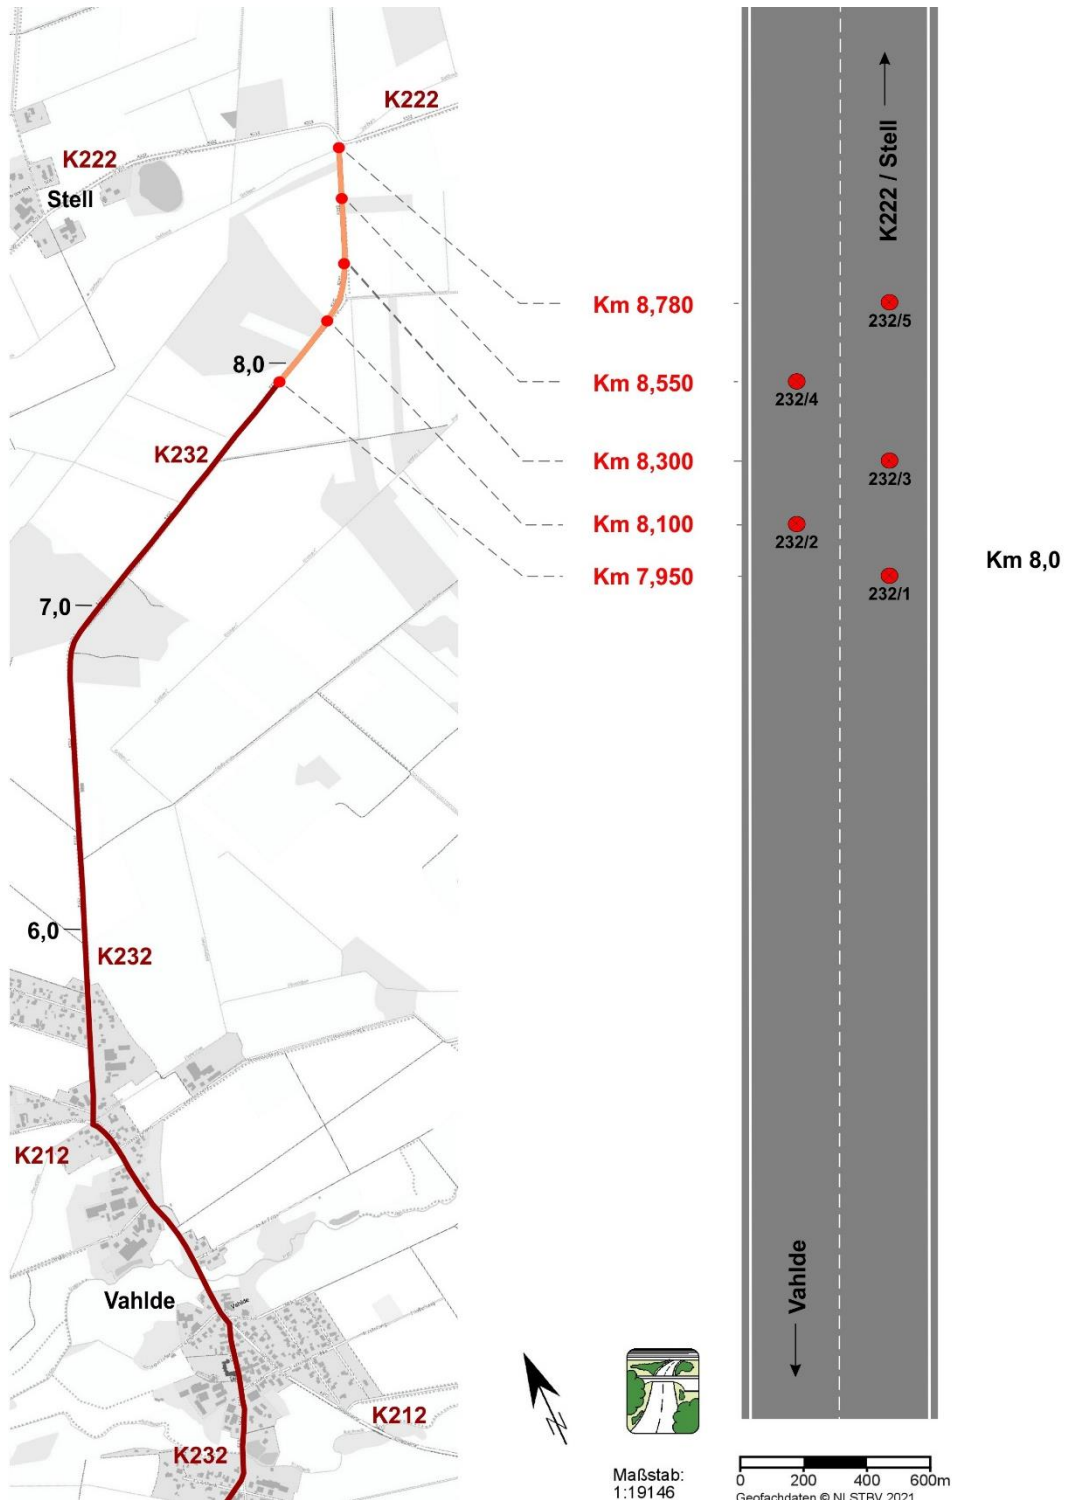 K222
K222
Stell
8,0
K232
7,0
6,0
K232
K212
Vahlde
Vahlde
K212
K232
Km 8,780
Km 8,550
Km 8,300
Km 8,100
Km 7,950
K222 / Stell
232/5
232/4
232/3
232/2
232/1
Km 8,0
Vahlde
Maßstab:
1:19146
0 200 400 600m
Geofachdaten © NLSTBV 2021